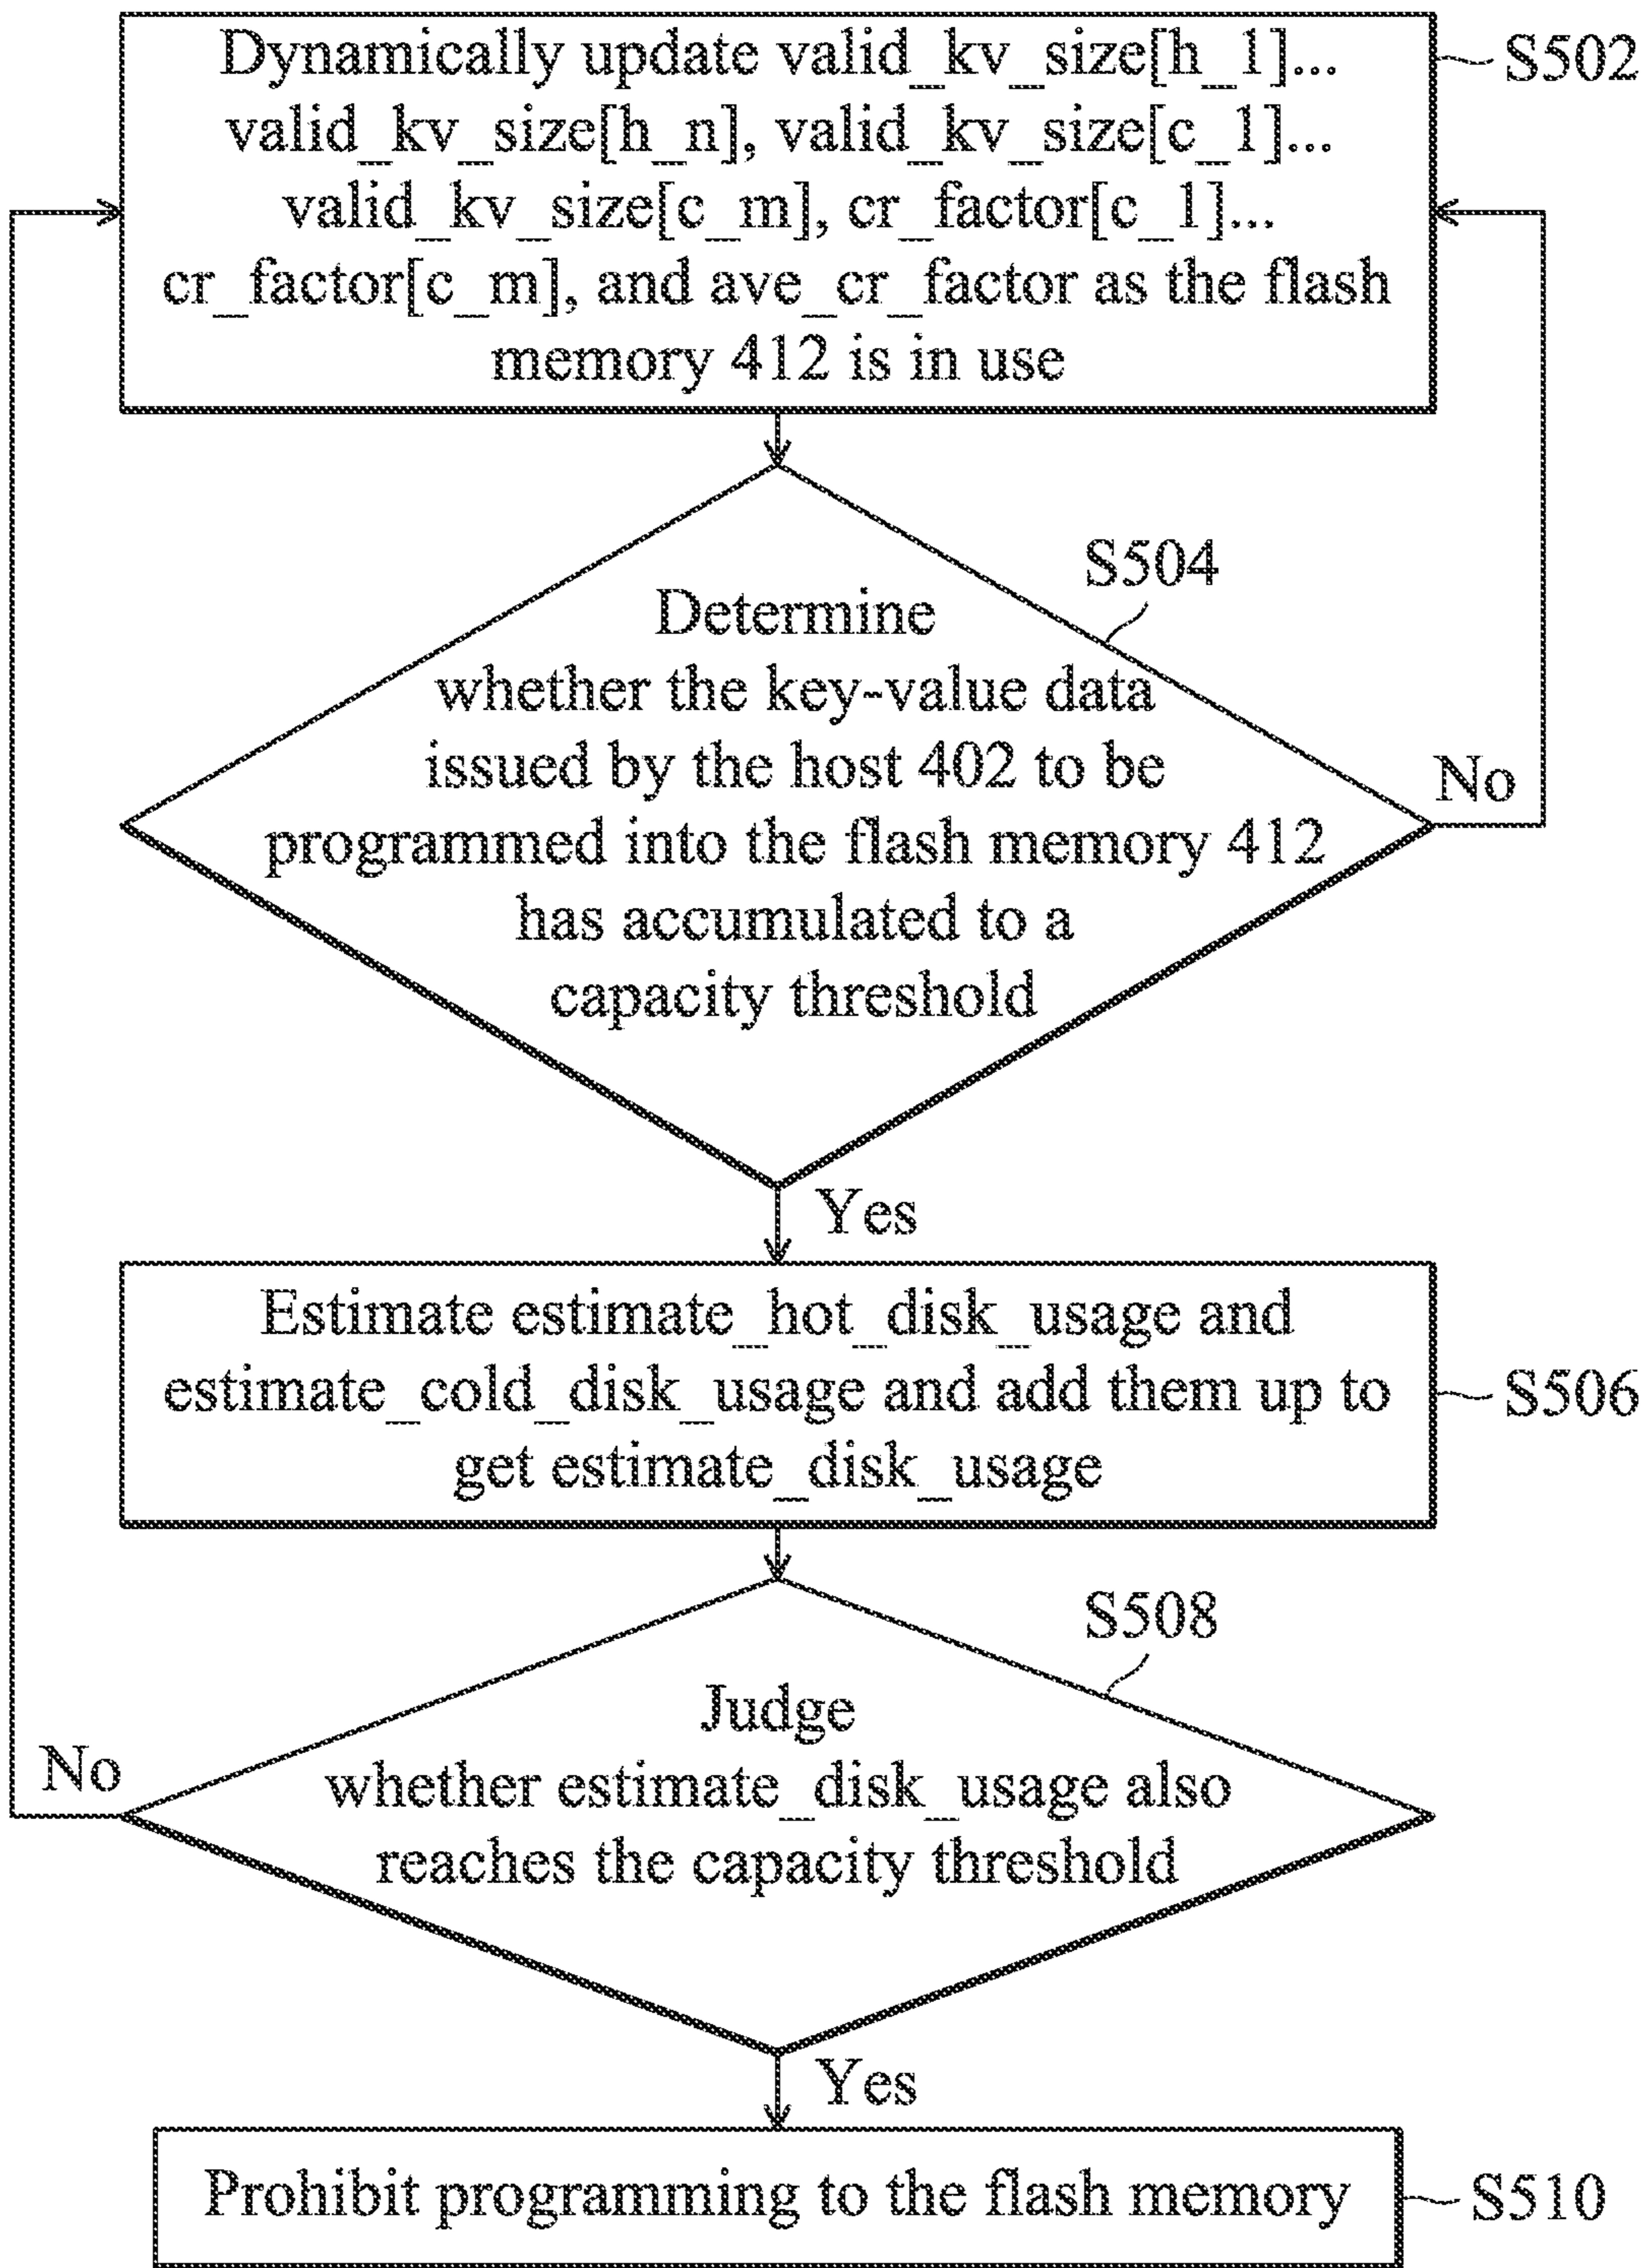 Dynamically update valid_kv_size[h_1]...
S502
valid_kv_size[h_n], valid_kv_size[c_1]...
valid_kv_size[c_m], cr_factor[c_1]...
cr_factor[c_m], and ave_cr_factor as the flash
memory 412 is in use
S504
Determine
whether the key-value data
issued by the host 402 to be
No
programmed into the flash memory 412
has accumulated to a
capacity threshold
Yes
Estimate estimate_hot_disk_usage and
estimate_cold_disk_usage and add them up to
S506
get estimate_disk_usage
S508
Judge
No
whether estimate_disk_usage also
reaches the capacity threshold
Yes
Prohibit programming to the flash memory
S510